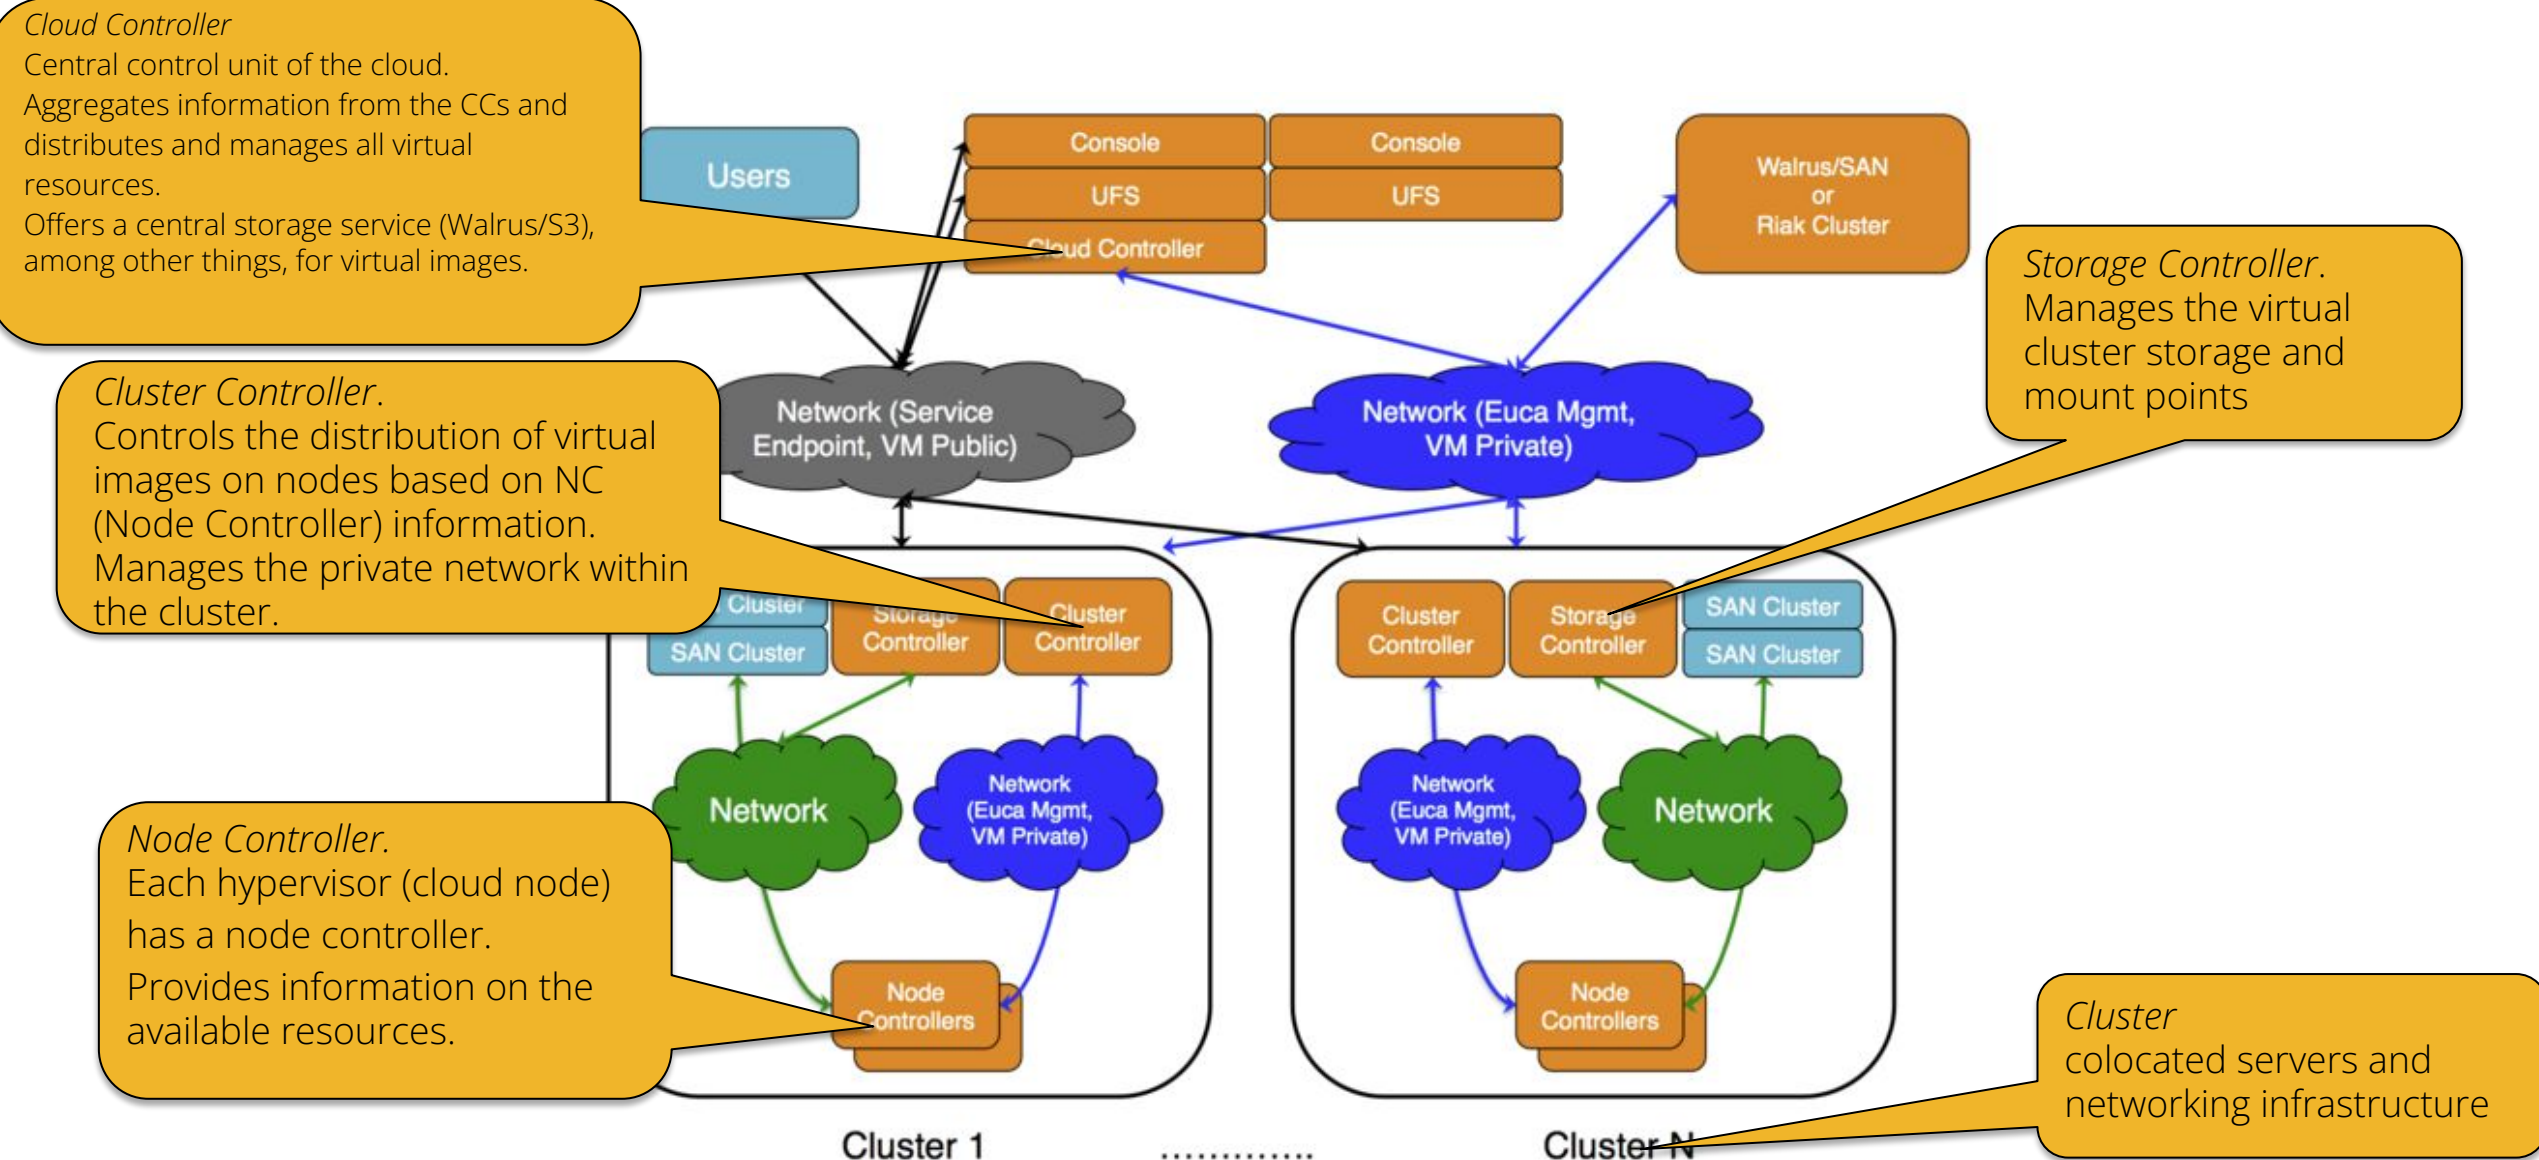 Cloud Controller
Central control unit of the cloud.
Aggregates information from the CCs and
distributes and manages all virtual
resources.
Offers a central storage service (Walrus/S3),
among other things, for virtual images.
Users
Console
Console
UFS
UFS
Cloud Controller
Walrus/SAN
or
Riak Cluster
Storage Controller.
Manages the virtual
cluster storage and
mount points
Cluster Controller.
Controls the distribution of virtual
images on nodes based on NC
(Node Controller) information.
Manages the private network within
the cluster.
Network (Service
Endpoint, VM Public)
Network (Euca Mgmt,
VM Private)
Cluster
SAN Cluster
Storage
Controller
Cluster
Controller
Cluster
Controller
Storage
Controller
SAN Cluster
SAN Cluster
Network
Network
(Euca Mgmt,
VM Private)
Network
(Euca Mgmt,
VM Private)
Network
Node Controller.
Each hypervisor (cloud node)
has a node controller.
Provides information on the
available resources.
Node
Controllers
Node
Controllers
Cluster
colocated servers and
networking infrastructure
Cluster 1
.............
Cluster N